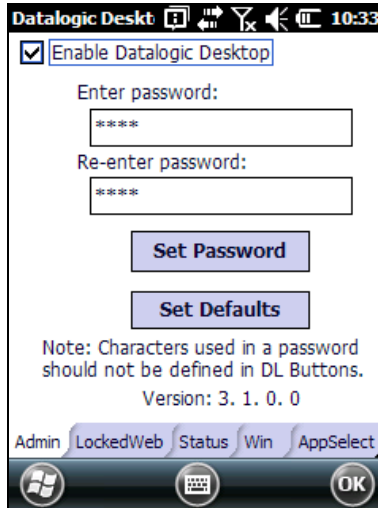 Datalogic Deskt 10:33
Enable Datalogic Desktop
Enter password:
****
Re-enter password:
****
Set Password
Set Defaults
Note: Characters used in a password
should not be defined in DL Buttons.
Version: 3. 1. 0. 0
Admin LockedWeb Status Win AppSelect
OK